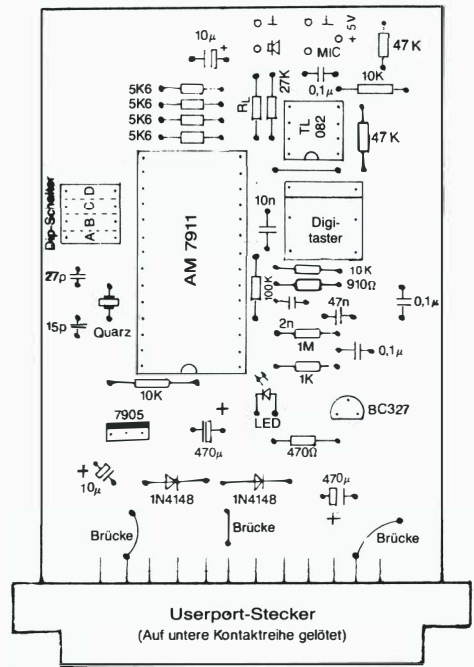 10µ
+
+ 5V
MIC
47 K
5K6
5K6
5K6
5K6
RL
27K
0,1µ
10K
TL
082
47 K
Dip-Schalter
A B C D
AM 7911
10n
Digi-
taster
27p
15p
Quarz
100K
10K
910Ω
47n
0,1µ
2n
1M
0,1µ
1K
10K
LED
BC327
7905
+
470µ
470Ω
+
10µ
1N4148
1N4148
470µ
+
Brücke
Brücke
Brücke
Userport-Stecker
(Auf untere Kontaktreihe gelötet)